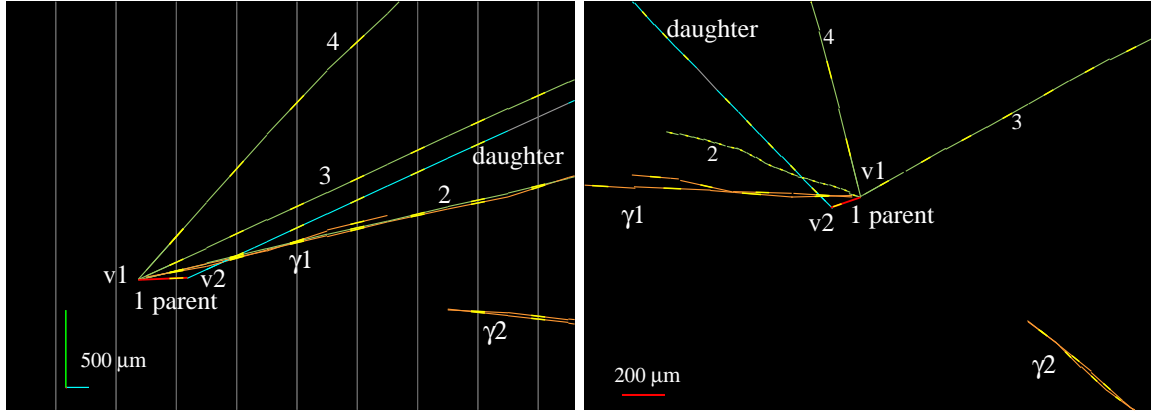 4
3
daughter
2
γ1
v1
v2
1 parent
500 μm
γ2
daughter
4
3
2
v1
γ1
v2
1 parent
200 μm
γ2